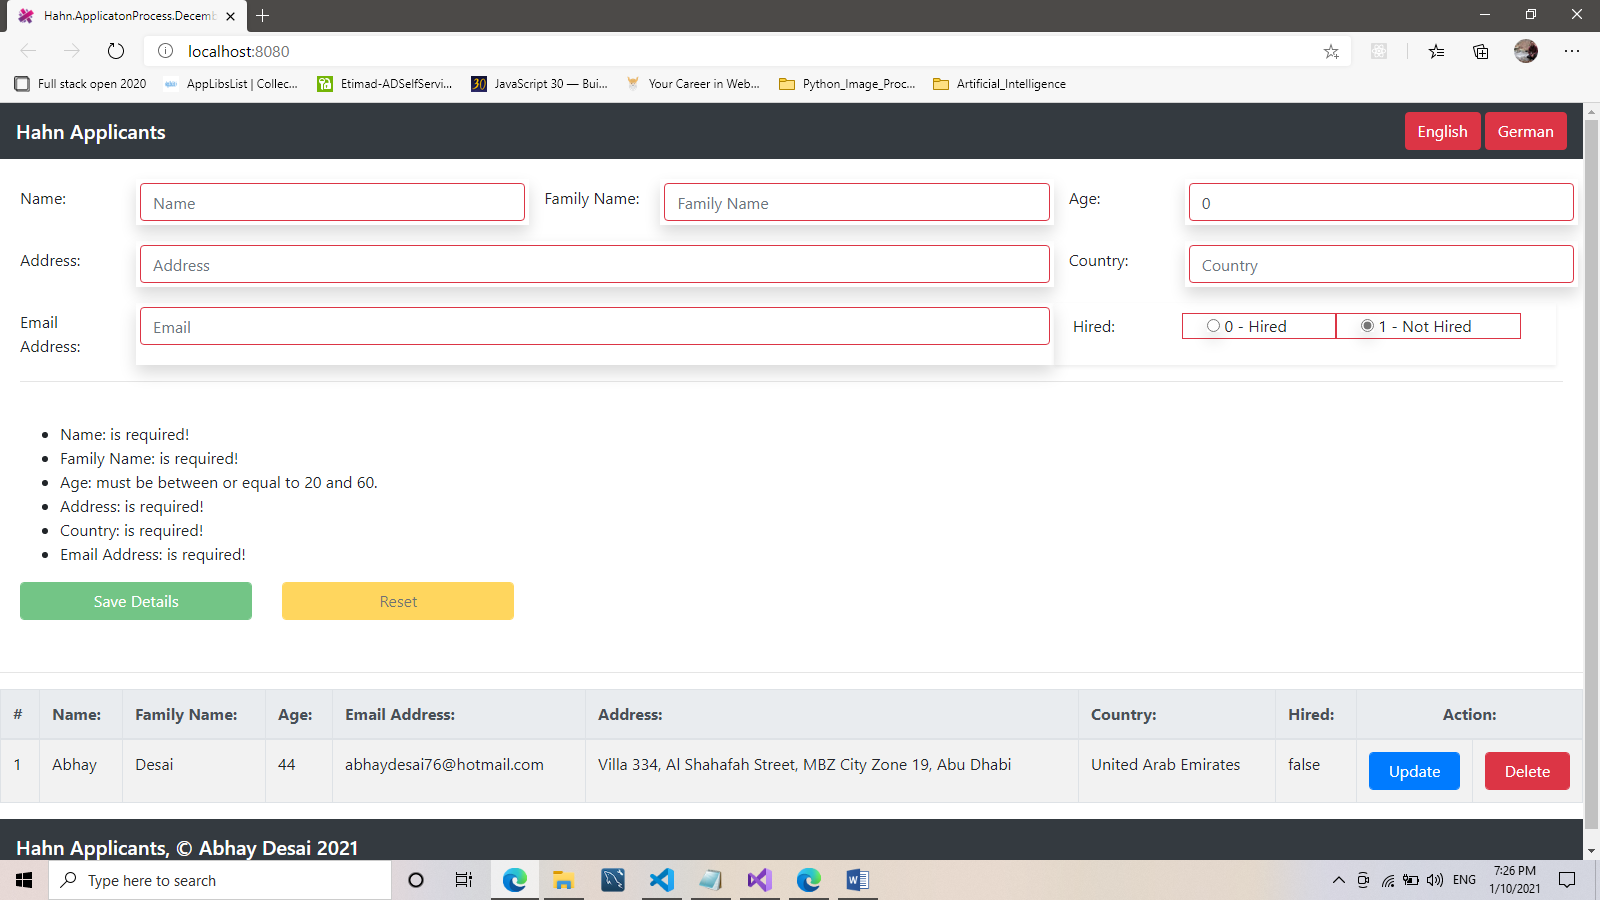 Hahn.ApplicatonProcess.Decemb
localhost:8080
Full stack open 2020
AppLibsList | Collec...
Etimad-ADSelfServi...
30
JavaScript 30 — Bui...
Your Career in Web...
Python_Image_Proc...
Artificial_Intelligence
Hahn Applicants
English
German
Name:
Name
Family Name:
Family Name
Age:
0
Address:
Address
Country:
Country
Email
Address:
Email
Hired:
0 - Hired
1 - Not Hired
Name: is required!
Family Name: is required!
Age: must be between or equal to 20 and 60.
Address: is required!
Country: is required!
Email Address: is required!
Save Details
Reset
# Name: Family Name: Age: Email Address: Address: Country: Hired: Action:
1 Abhay Desai 44 abhaydesai76@hotmail.com Villa 334, Al Shahafah Street, MBZ City Zone 19, Abu Dhabi United Arab Emirates false Update Delete
Hahn Applicants, © Abhay Desai 2021
Type here to search
ENG
7:26 PM
1/10/2021